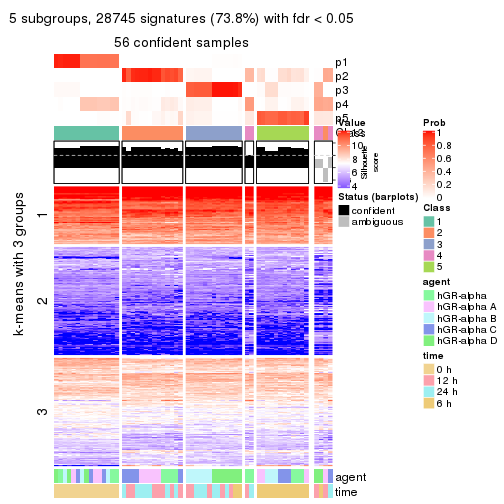 5 subgroups, 28745 signatures (73.8%) with fdr < 0.05
56 confident samples
p1
p2
p3
p4
p5
Class
k-means with 3 groups
1
2
3
Silhouette
score
agent
time
Value
10
8
6
4
Status (barplots)
confident
ambiguous
Prob
1
0.8
0.6
0.4
0.2
0
Class
1
2
3
4
5
agent
hGR-alpha
hGR-alpha A
hGR-alpha B
hGR-alpha C
hGR-alpha D
time
0 h
12 h
24 h
6 h